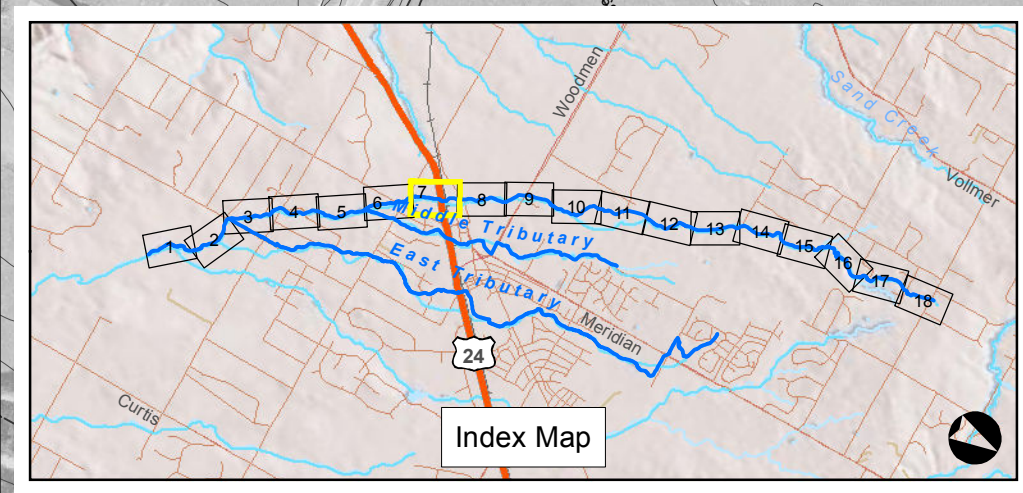 Woodmen
Sand Creek
Vollmer
1
2
3
4
5
6
7
8
9
10
11
12
13
14
15
16
17
18
Middle Tributary
East Tributary
Meridian
24
Curtis
Index Map